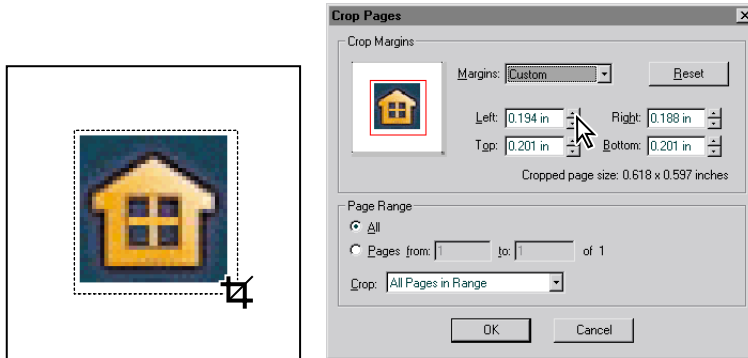 Crop Pages
Crop Margins
Margins: Custom
Reset
Left: 0.194 in Right: 0.188 in
Top: 0.201 in Bottom: 0.201 in
Cropped page size: 0.618 x 0.597 inches
Page Range
All
Pages from: 1 to: 1 of 1
Crop: All Pages in Range
OK Cancel